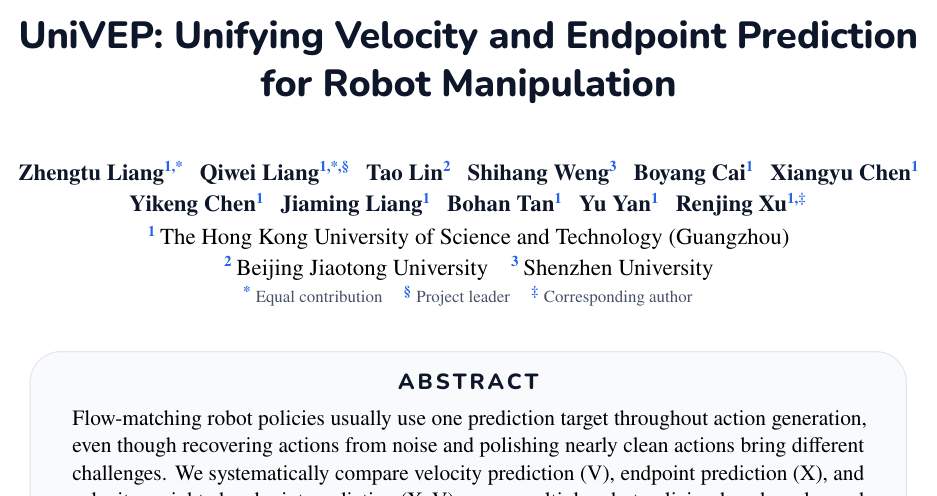 UniVEP: Unifying Velocity and Endpoint Prediction
for Robot Manipulation
Zhengtu Liang1,* Qiwei Liang1,*,§ Tao Lin2 Shihang Weng3 Boyang Cai1 Xiangyu Chen1
Yikeng Chen1 Jiaming Liang1 Bohan Tan1 Yu Yan1 Renjing Xu1,‡
1 The Hong Kong University of Science and Technology (Guangzhou)
2 Beijing Jiaotong University 3 Shenzhen University
* Equal contribution § Project leader ‡ Corresponding author
ABSTRACT
Flow-matching robot policies usually use one prediction target throughout action generation,
even though recovering actions from noise and polishing nearly clean actions bring different
challenges. We systematically compare velocity prediction (V), endpoint prediction (X), and